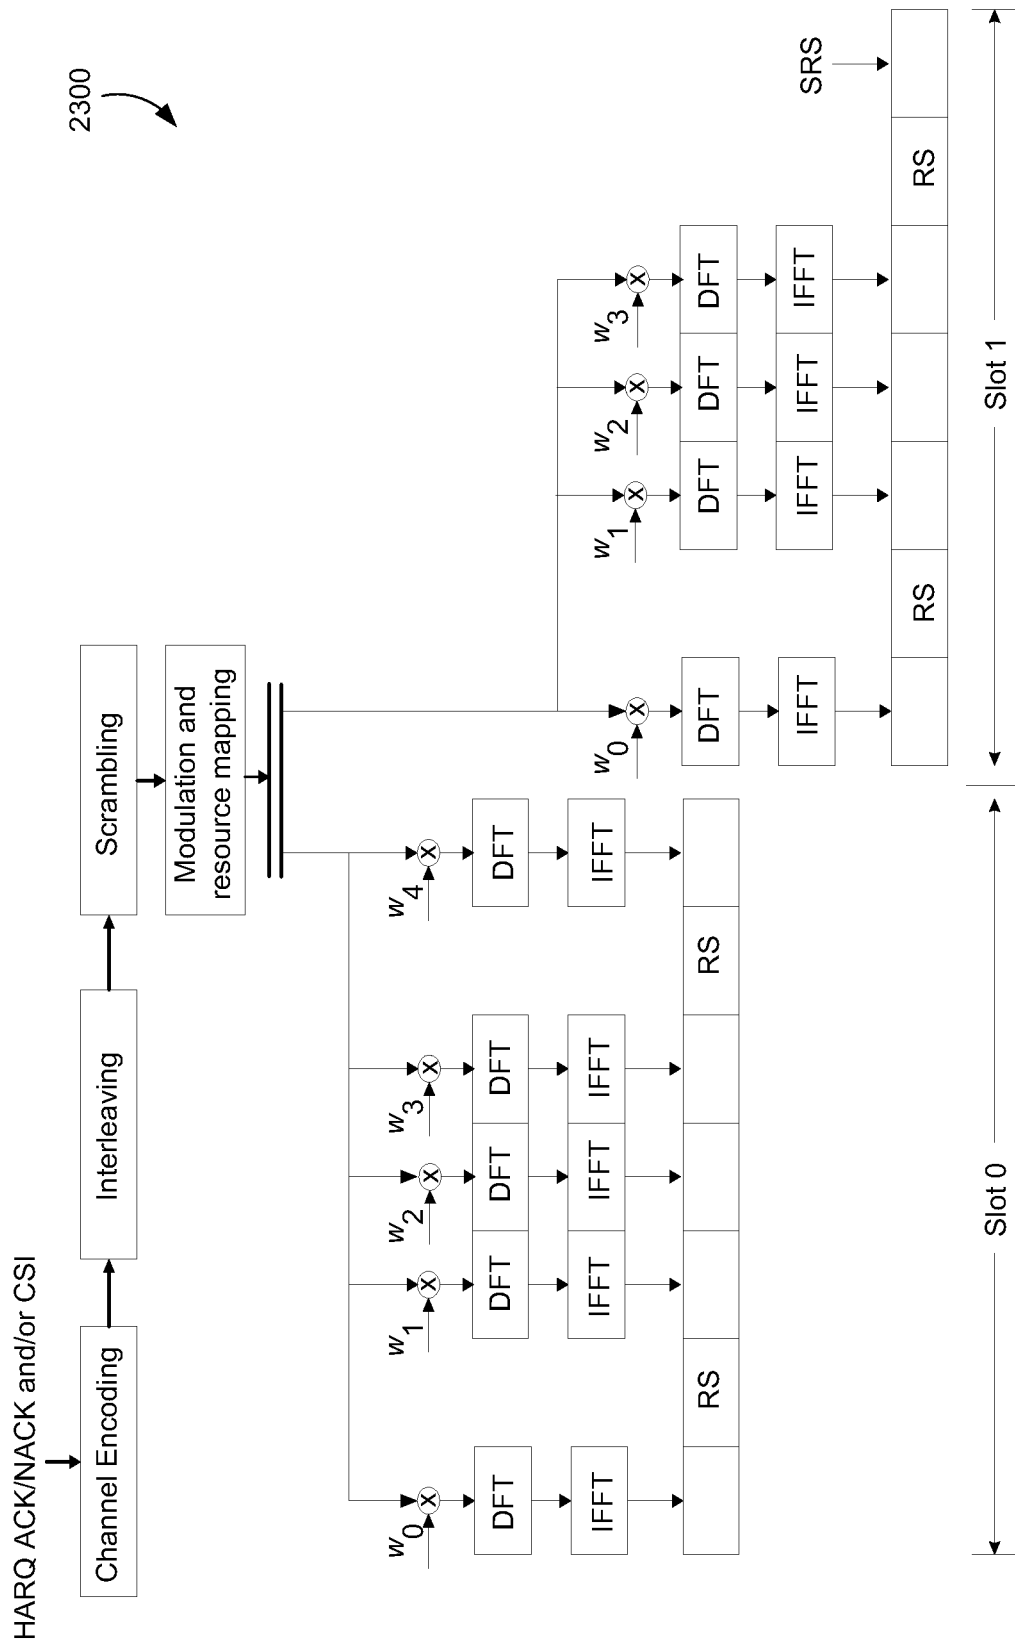 2300
HARQ ACK/NACK and/or CSI
Channel Encoding
Interleaving
Scrambling
Modulation and
resource mapping
w0
w1
w2
w3
w4
X
X
X
X
X
DFT
DFT
DFT
DFT
DFT
IFFT
IFFT
IFFT
IFFT
IFFT
RS
RS
w0
w1
w2
w3
X
X
X
X
DFT
DFT
DFT
DFT
IFFT
IFFT
IFFT
IFFT
SRS
RS
RS
Slot 0
Slot 1